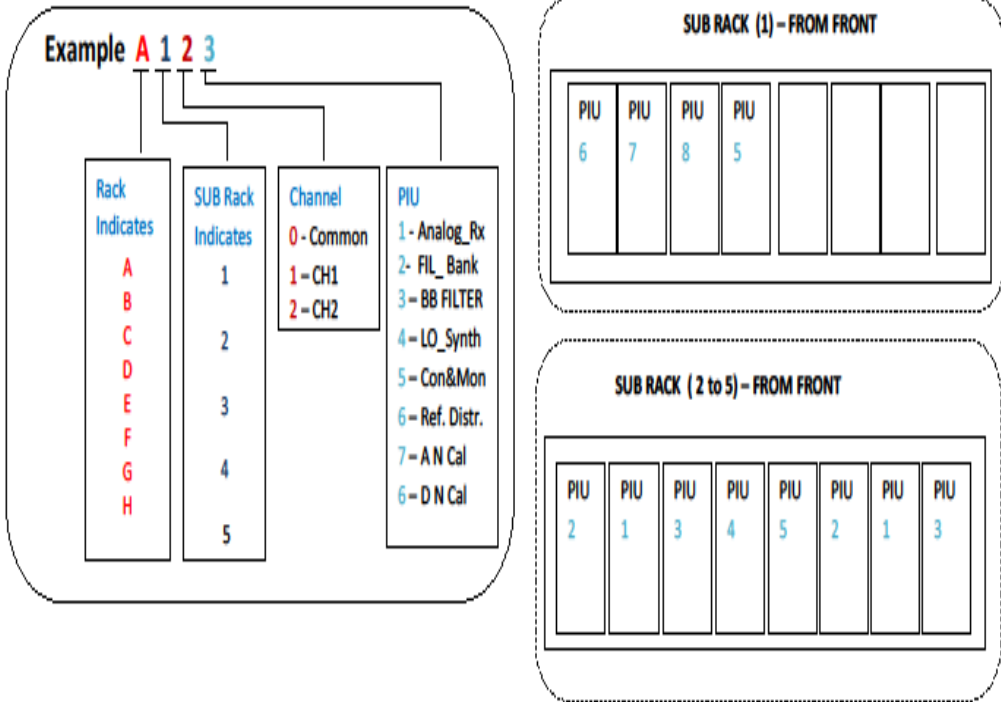 Example A 1 2 3
Rack
Indicates
A
B
C
D
E
F
G
H
SUB Rack
Indicates
1
2
3
4
5
Channel
0 - Common
1 – CH1
2 – CH2
PIU
1 - Analog_Rx
2- FIL_ Bank
3 – BB FILTER
4 – LO_Synth
5 – Con&Mon
6 – Ref. Distr.
7 – A N Cal
6 – D N Cal
SUB RACK (1) – FROM FRONT
PIU PIU PIU PIU
6 7 8 5
SUB RACK ( 2 to 5) – FROM FRONT
PIU PIU PIU PIU PIU PIU PIU PIU
2 1 3 4 5 2 1 3